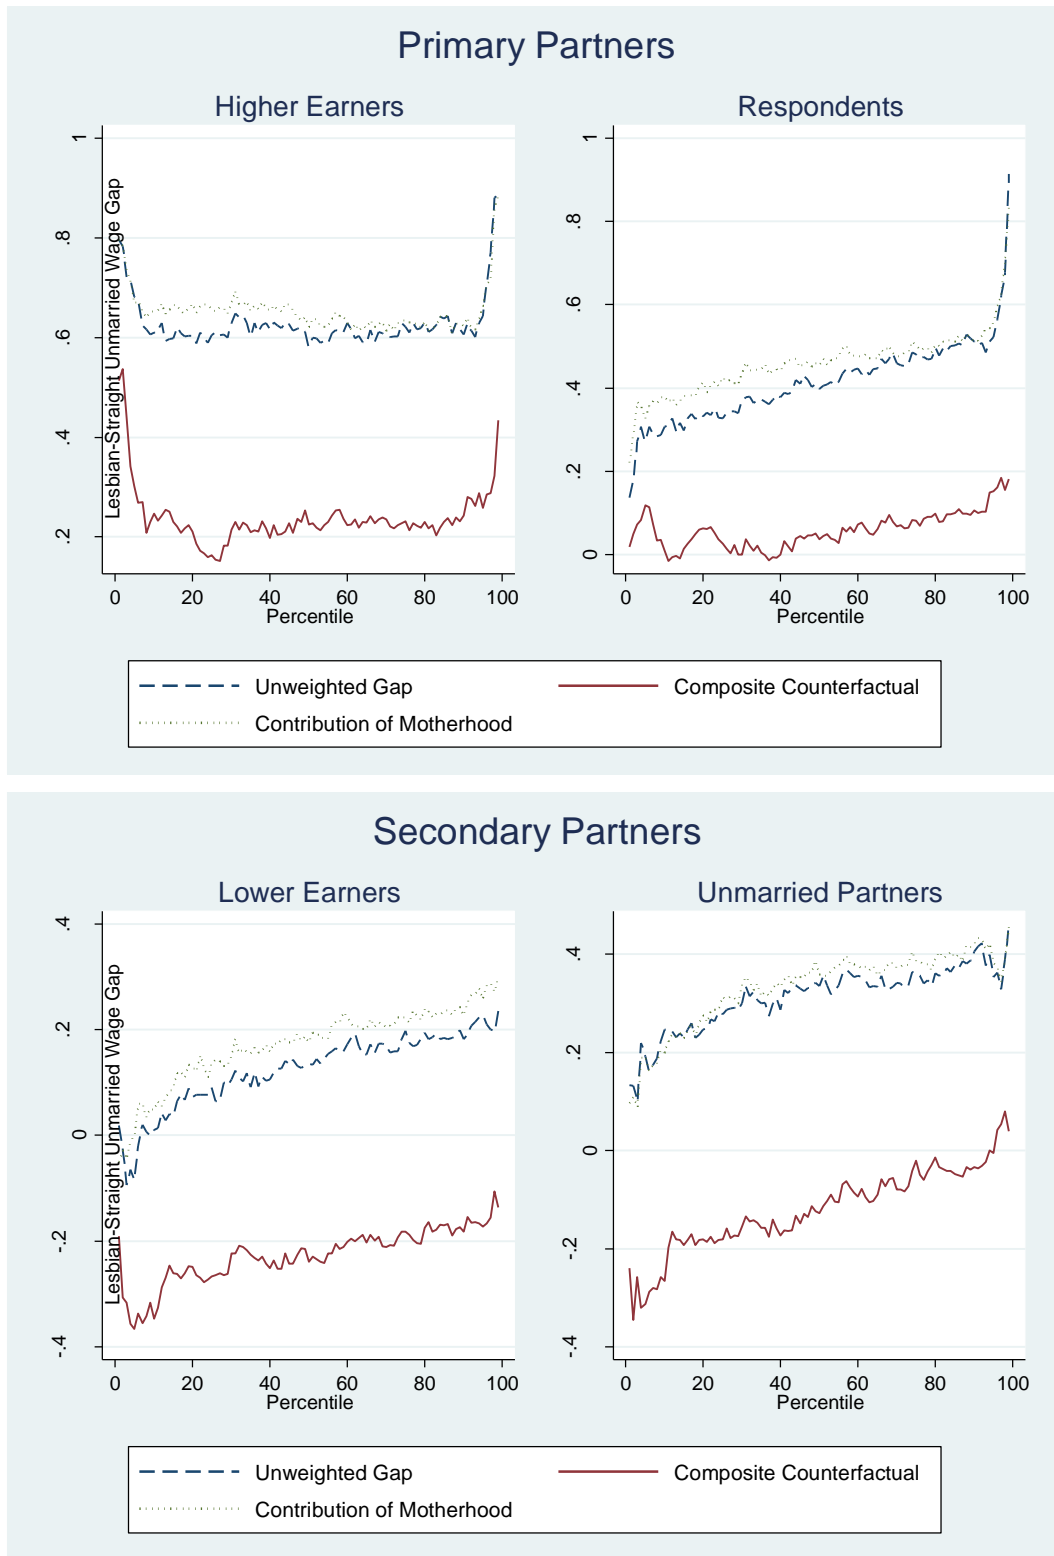 Primary Partners
Higher Earners
Lesbian-Straight Unmarried Wage Gap
1
.8
.6
.4
.2
0 20 40 60 80 100
Percentile
Respondents
1
.8
.6
.4
.2
0
0 20 40 60 80 100
Percentile
Unweighted Gap Composite Counterfactual
Contribution of Motherhood
Secondary Partners
Lower Earners
Lesbian-Straight Unmarried Wage Gap
.4
.2
0
-.2
-.4
0 20 40 60 80 100
Percentile
Unmarried Partners
.4
.2
0
-.2
-.4
0 20 40 60 80 100
Percentile
Unweighted Gap Composite Counterfactual
Contribution of Motherhood